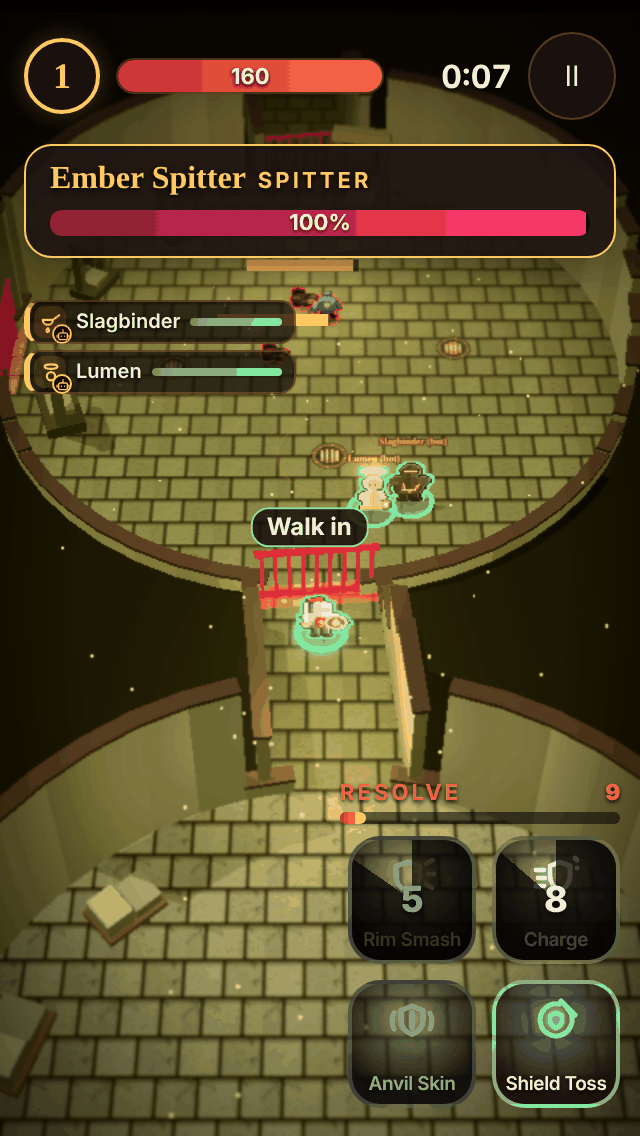 1
160
0:07
Ember Spitter SPITTER
100%
Slagbinder
Lumen
Slagbinder (bot)
Lumen (bot)
Walk in
RESOLVE 9
5 8
Rim Smash Charge
Anvil Skin Shield Toss